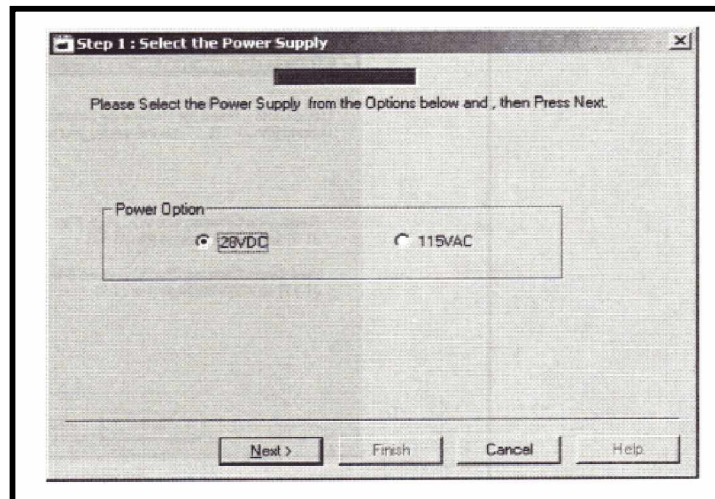 Step 1 : Select the Power Supply
Please Select the Power Supply from the Options below and , then Press Next.
Power Option
28VDC
115VAC
Next >
Finish
Cancel
Help